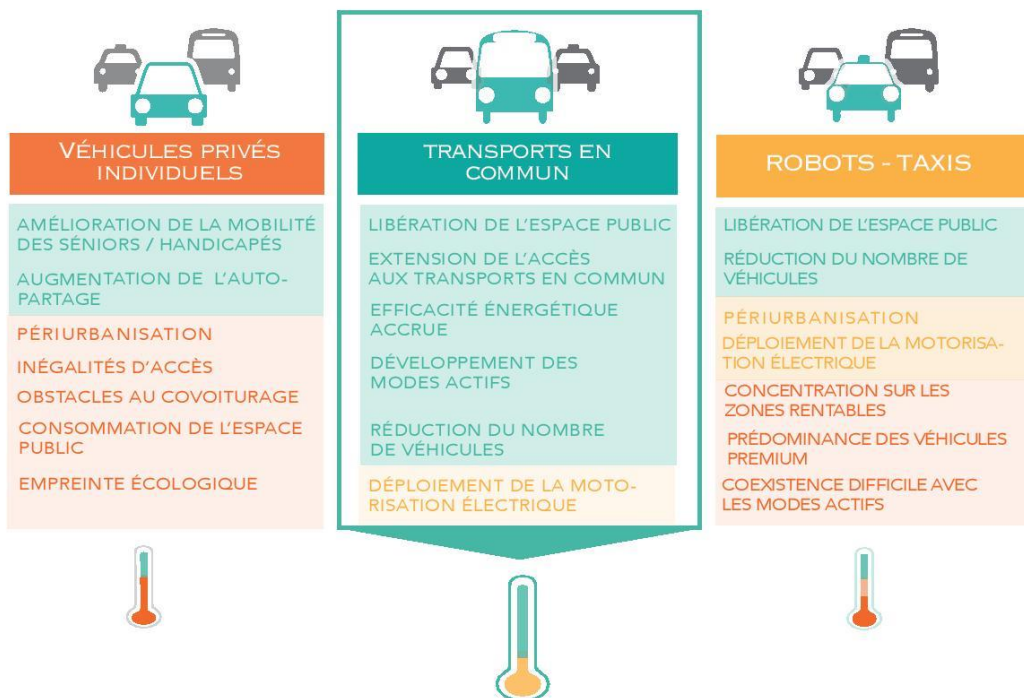 VÉHICULES PRIVÉS
INDIVIDUELS
AMÉLIORATION DE LA MOBILITÉ
DES SÉNIORS / HANDICAPÉS
AUGMENTATION DE L'AUTO-
PARTAGE
PÉRIURBANISATION
INÉGALITÉS D'ACCÈS
OBSTACLES AU COVOITURAGE
CONSOMMATION DE L'ESPACE
PUBLIC
EMPREINTE ÉCOLOGIQUE
TRANSPORTS EN
COMMUN
LIBÉRATION DE L'ESPACE PUBLIC
EXTENSION DE L'ACCÈS
AUX TRANSPORTS EN COMMUN
EFFICACITÉ ÉNERGÉTIQUE
ACCRUE
DÉVELOPPEMENT DES
MODES ACTIFS
RÉDUCTION DU NOMBRE
DE VÉHICULES
DÉPLOIEMENT DE LA MOTO-
RISATION ÉLECTRIQUE
ROBOTS - TAXIS
LIBÉRATION DE L'ESPACE PUBLIC
RÉDUCTION DU NOMBRE DE
VÉHICULES
PÉRIURBANISATION
DÉPLOIEMENT DE LA MOTORISA-
TION ÉLECTRIQUE
CONCENTRATION SUR LES
ZONES RENTABLES
PRÉDOMINANCE DES VÉHICULES
PREMIUM
COEXISTENCE DIFFICILE AVEC
LES MODES ACTIFS